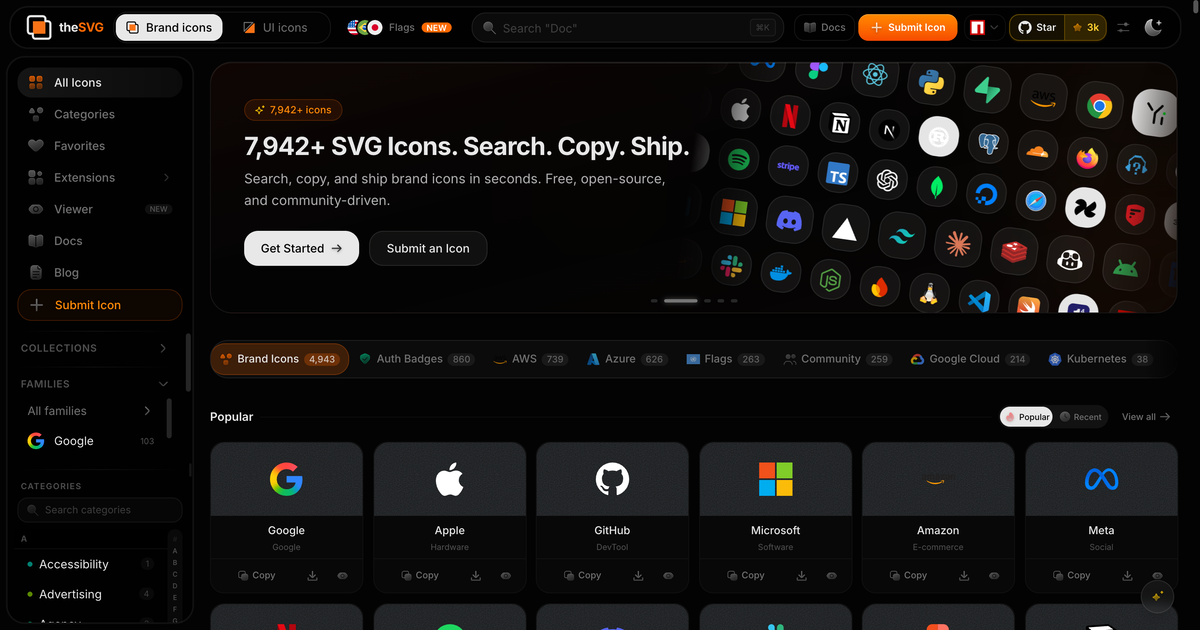 theSVG
Brand icons
UI icons
Flags NEW
Search "Doc" ⌘K
Docs
+ Submit Icon
Star 3k
All Icons
Categories
Favorites
Extensions
Viewer NEW
Docs
Blog
+ Submit Icon
COLLECTIONS
FAMILIES
All families
Google 103
CATEGORIES
Search categories
A
Accessibility 1
Advertising 4
#
A
B
C
D
E
F
G
7,942+ icons
7,942+ SVG Icons. Search. Copy. Ship.
Search, copy, and ship brand icons in seconds. Free, open-source,
and community-driven.
Get Started →
Submit an Icon
aws
stripe
TS
Brand Icons 4,943
Auth Badges 860
AWS 739
Azure 626
Flags 263
Community 259
Google Cloud 214
Kubernetes 38
Popular
Popular
Recent
View all →
Google
Google
Copy
Apple
Hardware
Copy
GitHub
DevTool
Copy
Microsoft
Software
Copy
Amazon
E-commerce
Copy
Meta
Social
Copy